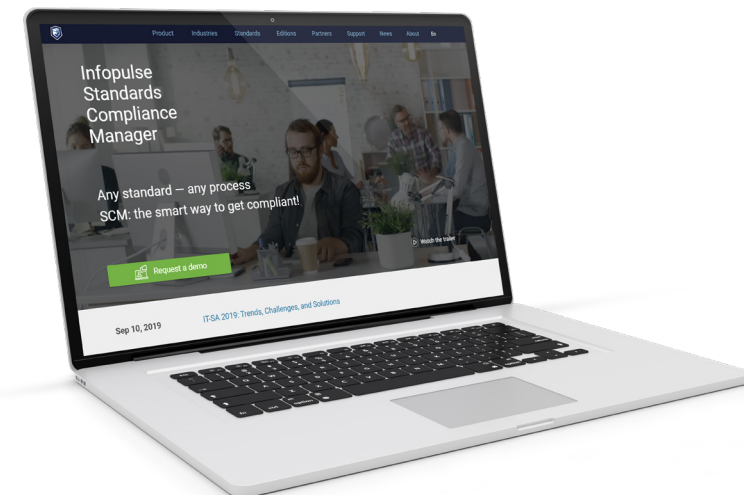 Product Industries Standards Editions Partners Support News About En
Infopulse
Standards
Compliance
Manager
Any standard — any process
SCM: the smart way to get compliant!
Watch the trailer
Request a demo
Sep 10, 2019 IT-SA 2019: Trends, Challenges, and Solutions